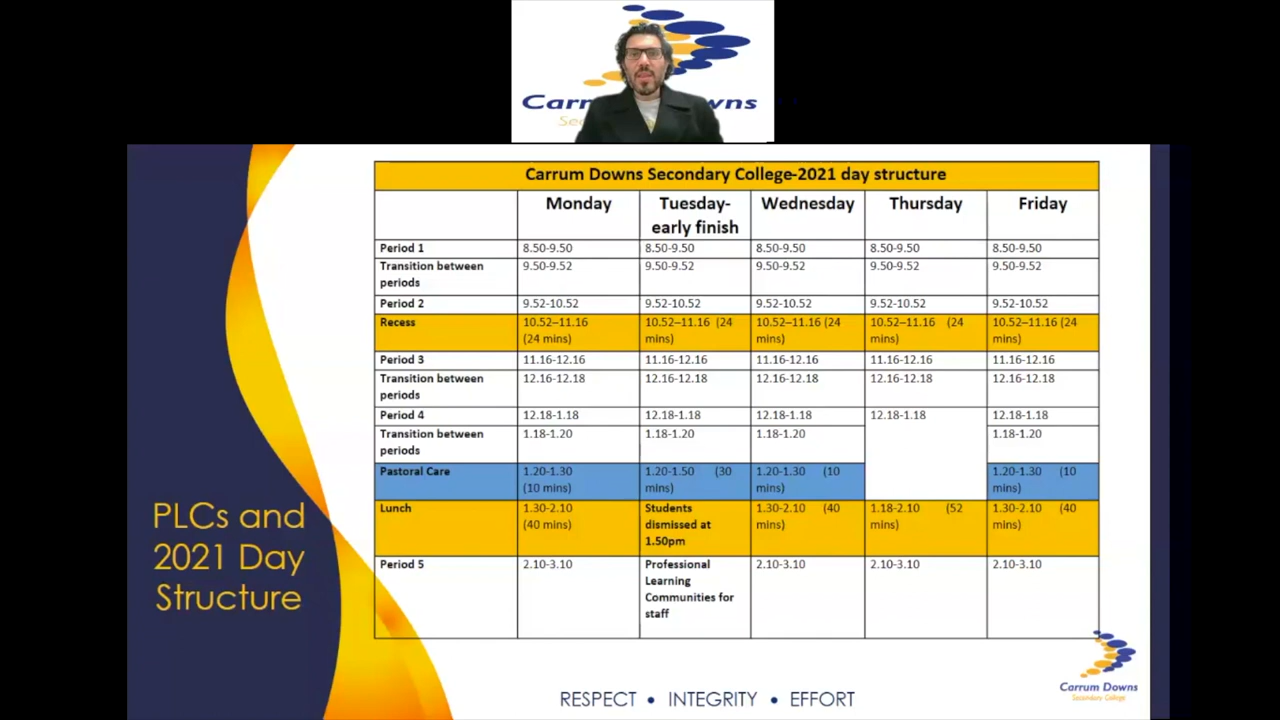 Carr wns
Carrum Downs Secondary College-2021 day structure
Monday Tuesday- Wednesday Thursday Friday
early finish
Period 1 8.50-9.50 8.50-9.50 8.50-9.50 8.50-9.50 8.50-9.50
Transition between 9.50-9.52 9.50-9.52 9.50-9.52 9.50-9.52 9.50-9.52
periods
Period 2 9.52-10.52 9.52-10.52 9.52-10.52 9.52-10.52 9.52-10.52
Recess 10.52–11.16 10.52–11.16 (24 10.52–11.16 (24 10.52–11.16 (24 10.52–11.16 (24
(24 mins) mins) mins) mins) mins)
Period 3 11.16-12.16 11.16-12.16 11.16-12.16 11.16-12.16 11.16-12.16
Transition between 12.16-12.18 12.16-12.18 12.16-12.18 12.16-12.18 12.16-12.18
periods
Period 4 12.18-1.18 12.18-1.18 12.18-1.18 12.18-1.18 12.18-1.18
Transition between 1.18-1.20 1.18-1.20 1.18-1.20 1.18-1.20
periods
Pastoral Care 1.20-1.30 1.20-1.50 (30 1.20-1.30 (10 1.20-1.30 (10
(10 mins) mins) mins) mins)
Lunch 1.30-2.10 Students 1.30-2.10 (40 1.18-2.10 (52 1.30-2.10 (40
(40 mins) dismissed at mins) mins) mins)
1.50pm
Period 5 2.10-3.10 Professional 2.10-3.10 2.10-3.10 2.10-3.10
Learning
Communities for
staff
PLCs and
2021 Day
Structure
Carrum Downs
Secondary College
RESPECT • INTEGRITY • EFFORT